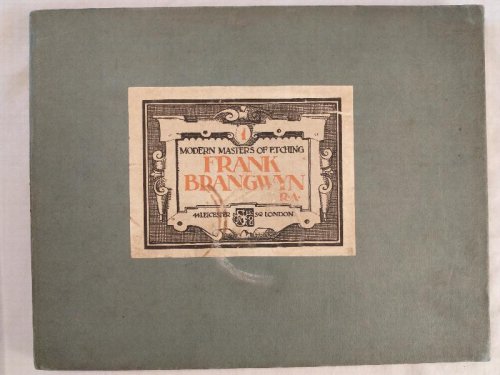 1
MODERN MASTERS OF ETCHING
FRANK
BRANGWYN
R·A·
44 LEICESTER SQ LONDON